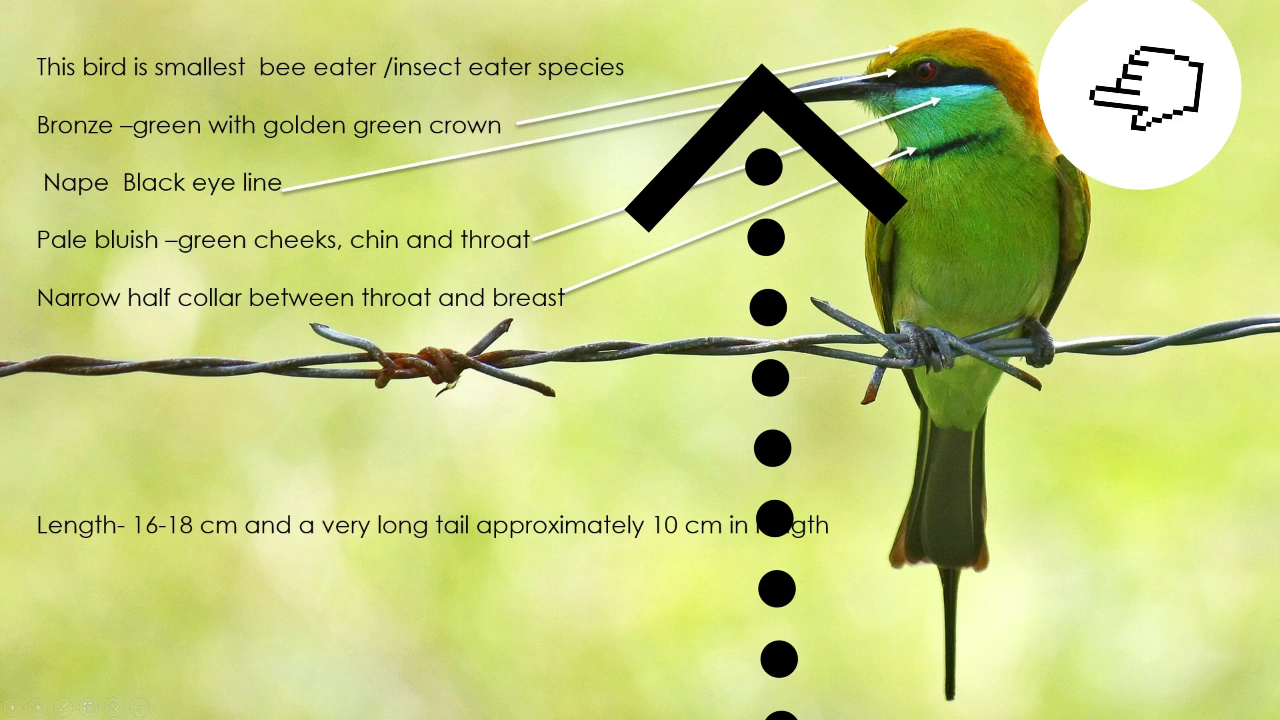 This bird is smallest  bee eater /insect eater species
Bronze –green with golden green crown
Nape  Black eye line
Pale bluish –green cheeks, chin and throat
Narrow half collar between throat and breast
Length- 16-18 cm and a very long tail approximately 10 cm in